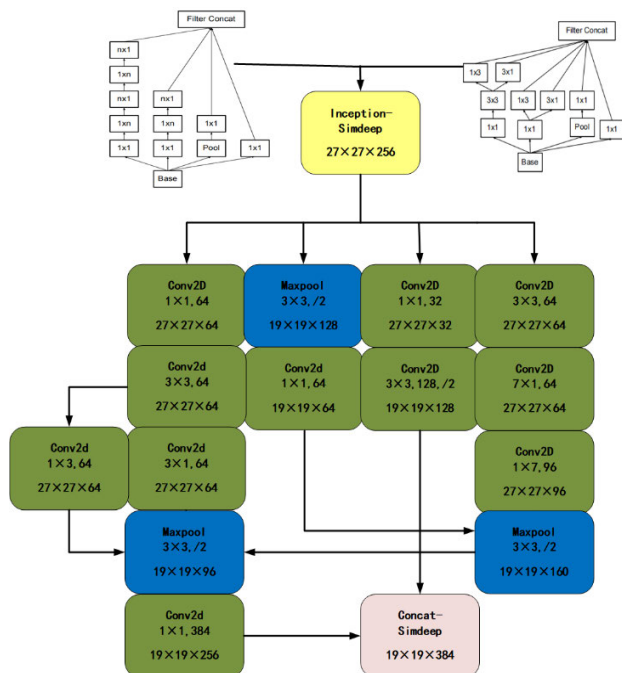 Filter Concat
nx1
1xn
nx1
nx1
1xn
1xn
1x1
1x1
1x1
Pool
1x1
Base
Filter Concat
1x3
3x1
3x3
1x3
3x1
1x1
1x1
1x1
Pool
1x1
Base
Inception-
Simdeep
27×27×256
Conv2D
1×1,64
27×27×64
Maxpool
3×3,/2
19×19×128
Conv2D
1×1,32
27×27×32
Conv2D
3×3,64
27×27×64
Conv2d
3×3,64
27×27×64
Conv2d
1×1,64
19×19×64
Conv2D
3×3,128,/2
19×19×128
Conv2D
7×1,64
27×27×64
Conv2d
1×3,64
27×27×64
Conv2d
3×1,64
27×27×64
Conv2D
1×7,96
27×27×96
Maxpool
3×3,/2
19×19×96
Maxpool
3×3,/2
19×19×160
Conv2d
1×1,384
19×19×256
Concat-
Simdeep
19×19×384